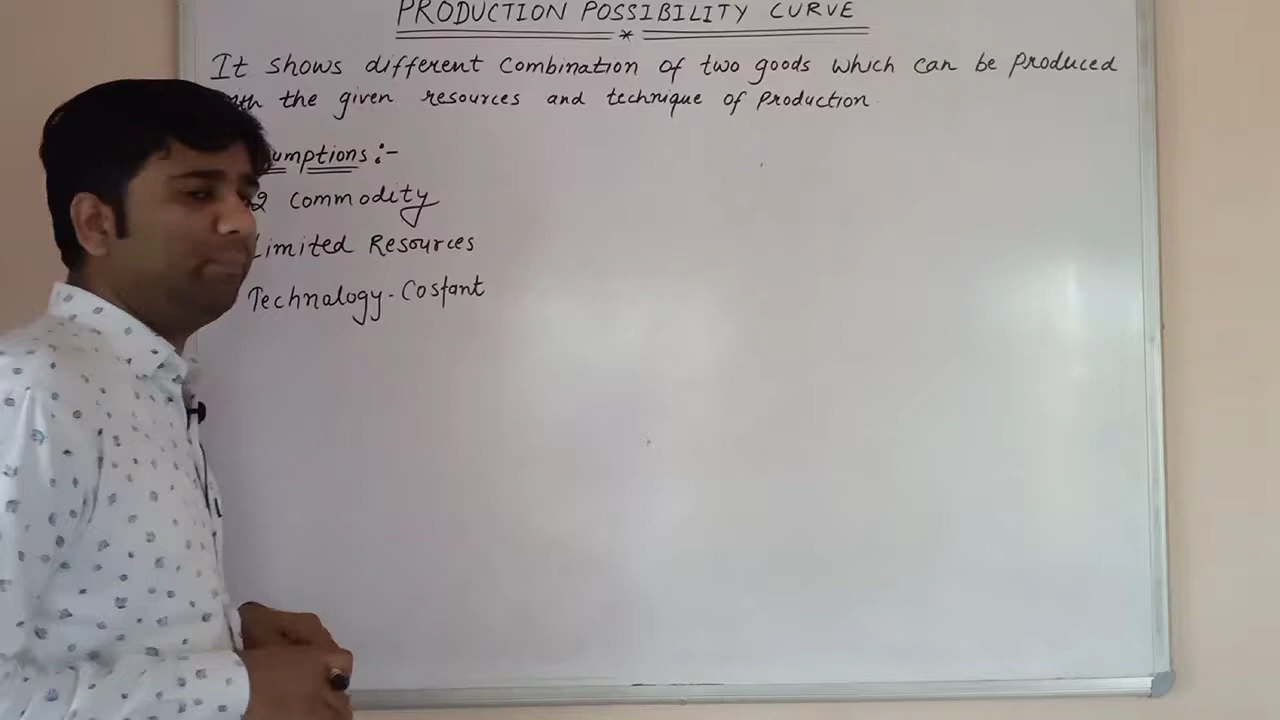 PRODUCTION POSSIBILITY CURVE
It shows different Combination of two goods which can be produced
the given resources and technique of production.
umptions:-
2 Commodity
Limited Resources
Technalogy-Costant